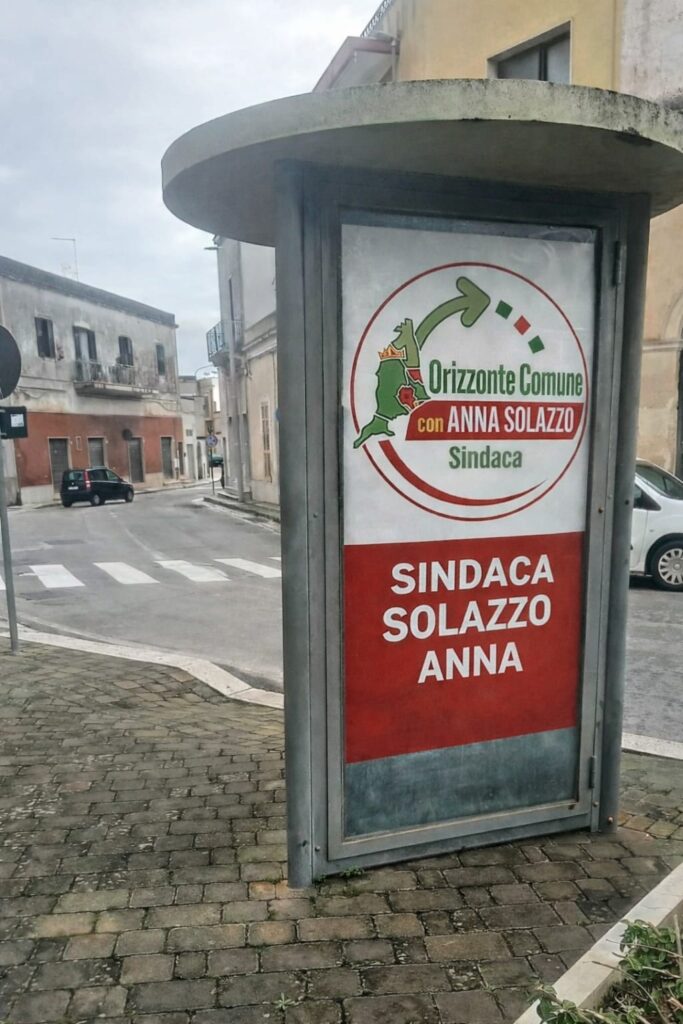 Orizzonte Comune
con ANNA SOLAZZO
Sindaca
SINDACA
SOLAZZO
ANNA